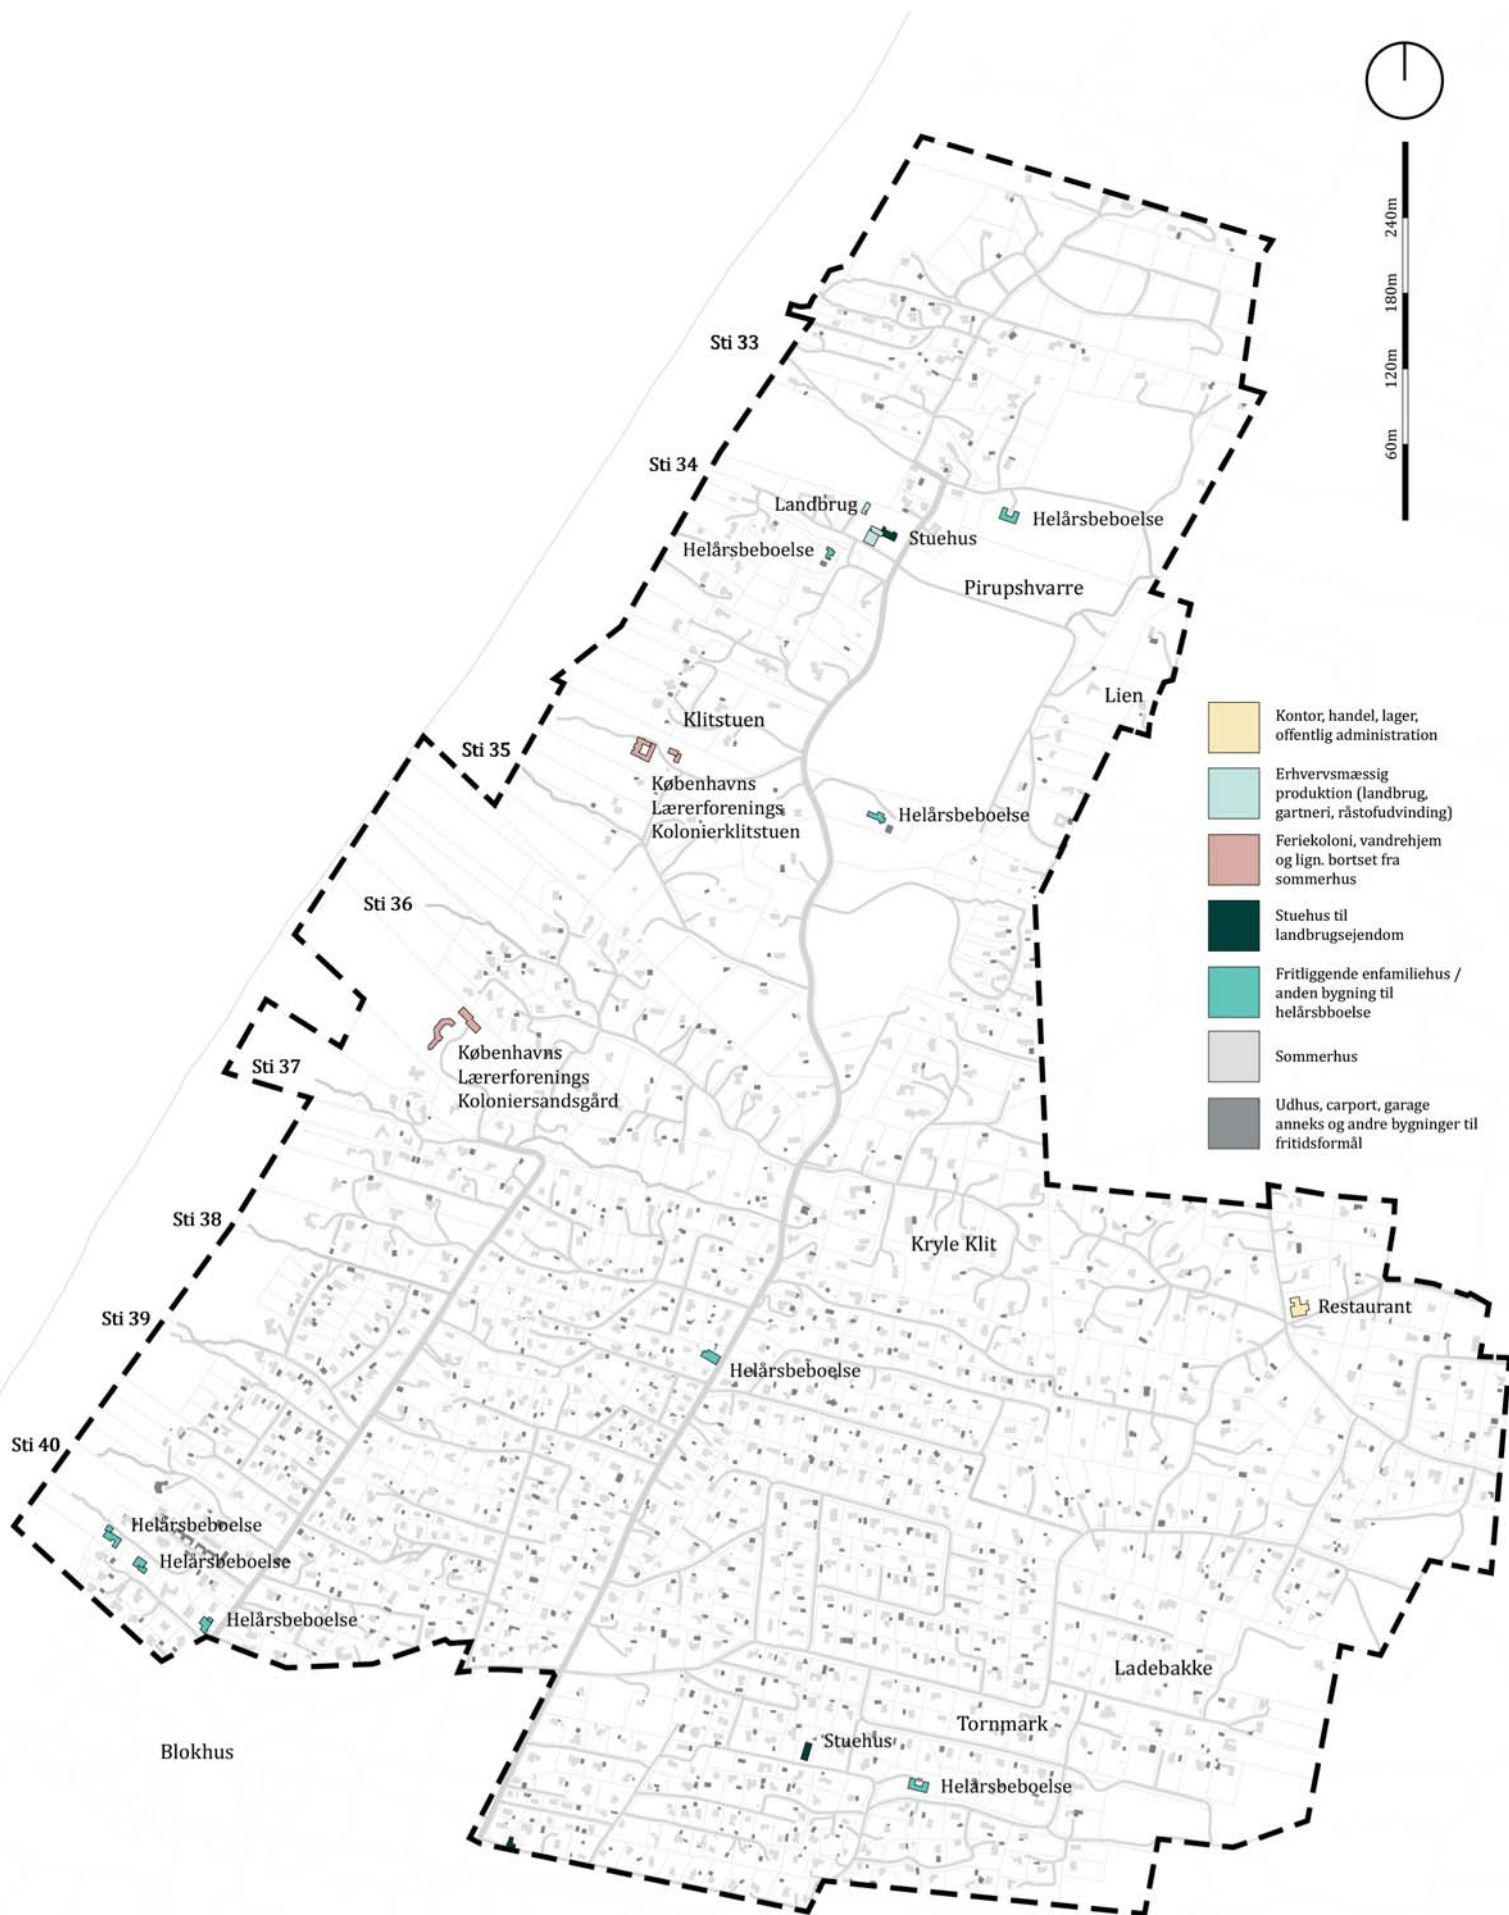 240m
180m
120m
60m
Sti 33
Sti 34
Landbrug
Helårsbeboelse
Stuehus
Helårsbeboelse
Pirupshvarre
Lien
Klitstuen
Sti 35
Københavns
Lærerforenings
Kolonierklitstuen
Helårsbeboelse
Kontor, handel, lager,
offentlig administration
Erhvervsmæssig
produktion (landbrug,
gartneri, råstofudvinding)
Feriekoloni, vandrehjem
og lign. bortset fra
sommerhus
Stuehus til
landbrugsejendom
Fritliggende enfamiliehus /
anden bygning til
helårsbboelse
Sommerhus
Udhus, carport, garage
anneks og andre bygninger til
fritidsformål
Sti 36
Københavns
Lærerforenings
Koloniersandsgård
Sti 37
Sti 38
Kryle Klit
Restaurant
Sti 39
Helårsbeboelse
Sti 40
Helårsbeboelse
Helårsbeboelse
Helårsbeboelse
Ladebakke
Tornmark
Stuehus
Blokhus
Helårsbeboelse